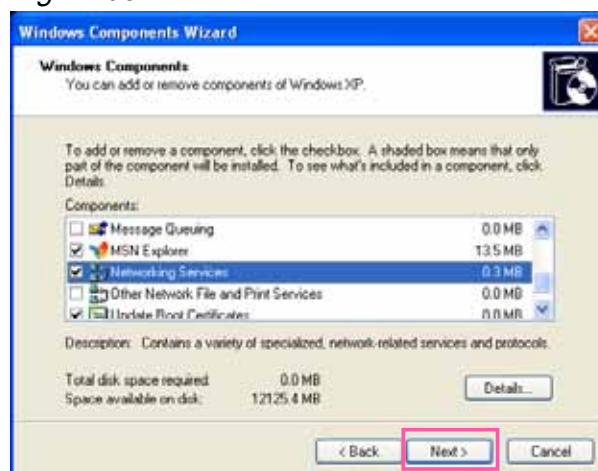 Windows Components Wizard
Windows Components
You can add or remove components of Windows XP.
To add or remove a component, click the checkbox. A shaded box means that only
part of the component will be installed. To see what's included in a component, click
Details.
Components:
Message Queuing 0.0 MB
MSN Explorer 13.5 MB
Networking Services 0.3 MB
Other Network File and Print Services 0.0 MB
Update Root Certificates 0.0 MB
Description: Contains a variety of specialized, network-related services and protocols.
Total disk space required: 0.0 MB
Space available on disk: 12125.4 MB
Details...
< Back Next > Cancel